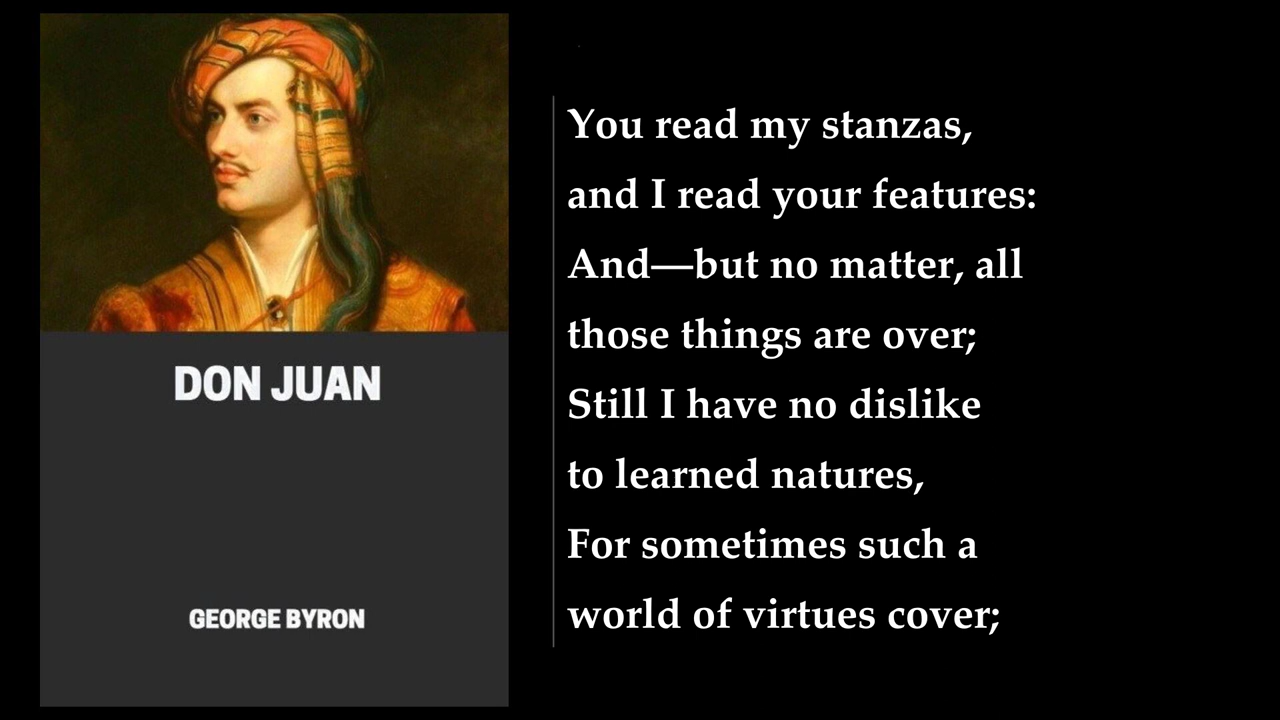 DON JUAN
GEORGE BYRON
You read my stanzas,
and I read your features:
And—but no matter, all
those things are over;
Still I have no dislike
to learned natures,
For sometimes such a
world of virtues cover;